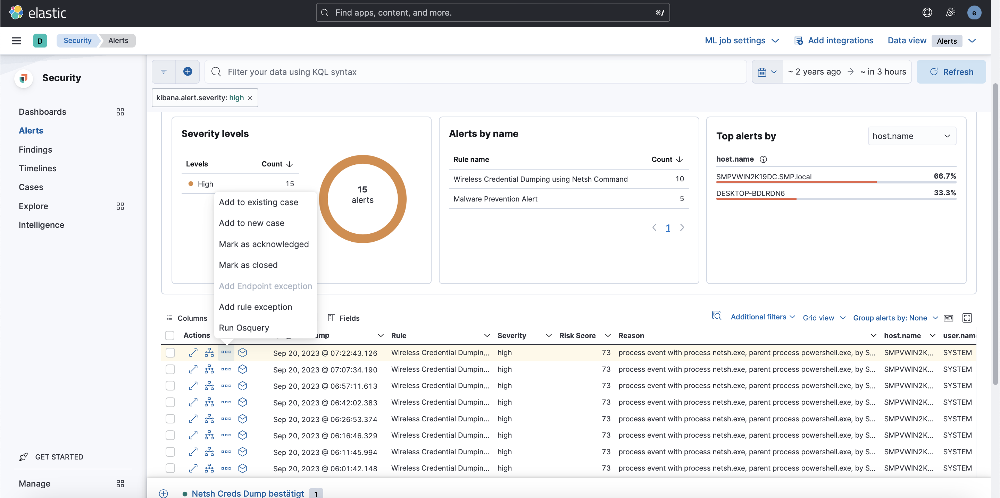 elastic
Find apps, content, and more.
⌘/
e
D
Security
Alerts
ML job settings
Add integrations
Data view
Alerts
Security
Dashboards
Alerts
Findings
Timelines
Cases
Explore
Intelligence
GET STARTED
Manage
Filter your data using KQL syntax
~ 2 years ago → ~ in 3 hours
Refresh
kibana.alert.severity: high
Severity levels
Levels Count
High 15
15
alerts
Alerts by name
Rule name Count
Wireless Credential Dumping using Netsh Command 10
Malware Prevention Alert 5
1
Top alerts by
host.name
host.name
SMPVWIN2K19DC.SMP.local 66.7%
DESKTOP-BDLRDN6 33.3%
Add to existing case
Add to new case
Mark as acknowledged
Mark as closed
Add Endpoint exception
Add rule exception
Run Osquery
Columns
Fields
Additional filters
Grid view
Group alerts by: None
Actions amp Rule Severity Risk Score Reason host.name user.nam
Sep 20, 2023 @ 07:22:43.126 Wireless Credential Dumpin... high 73 process event with process netsh.exe, parent process powershell.exe, by S... SMPVWIN2K... SYSTEM
Sep 20, 2023 @ 07:07:34.190 Wireless Credential Dumpin... high 73 process event with process netsh.exe, parent process powershell.exe, by S... SMPVWIN2K... SYSTEM
Sep 20, 2023 @ 06:57:11.613 Wireless Credential Dumpin... high 73 process event with process netsh.exe, parent process powershell.exe, by S... SMPVWIN2K... SYSTEM
Sep 20, 2023 @ 06:42:02.383 Wireless Credential Dumpin... high 73 process event with process netsh.exe, parent process powershell.exe, by S... SMPVWIN2K... SYSTEM
Sep 20, 2023 @ 06:26:53.374 Wireless Credential Dumpin... high 73 process event with process netsh.exe, parent process powershell.exe, by S... SMPVWIN2K... SYSTEM
Sep 20, 2023 @ 06:16:46.329 Wireless Credential Dumpin... high 73 process event with process netsh.exe, parent process powershell.exe, by S... SMPVWIN2K... SYSTEM
Sep 20, 2023 @ 06:11:45.994 Wireless Credential Dumpin... high 73 process event with process netsh.exe, parent process powershell.exe, by S... SMPVWIN2K... SYSTEM
Sep 20, 2023 @ 06:01:42.148 Wireless Credential Dumpin... high 73 process event with process netsh.exe, parent process powershell.exe, by S... SMPVWIN2K... SYSTEM
Netsh Creds Dump bestätigt 1